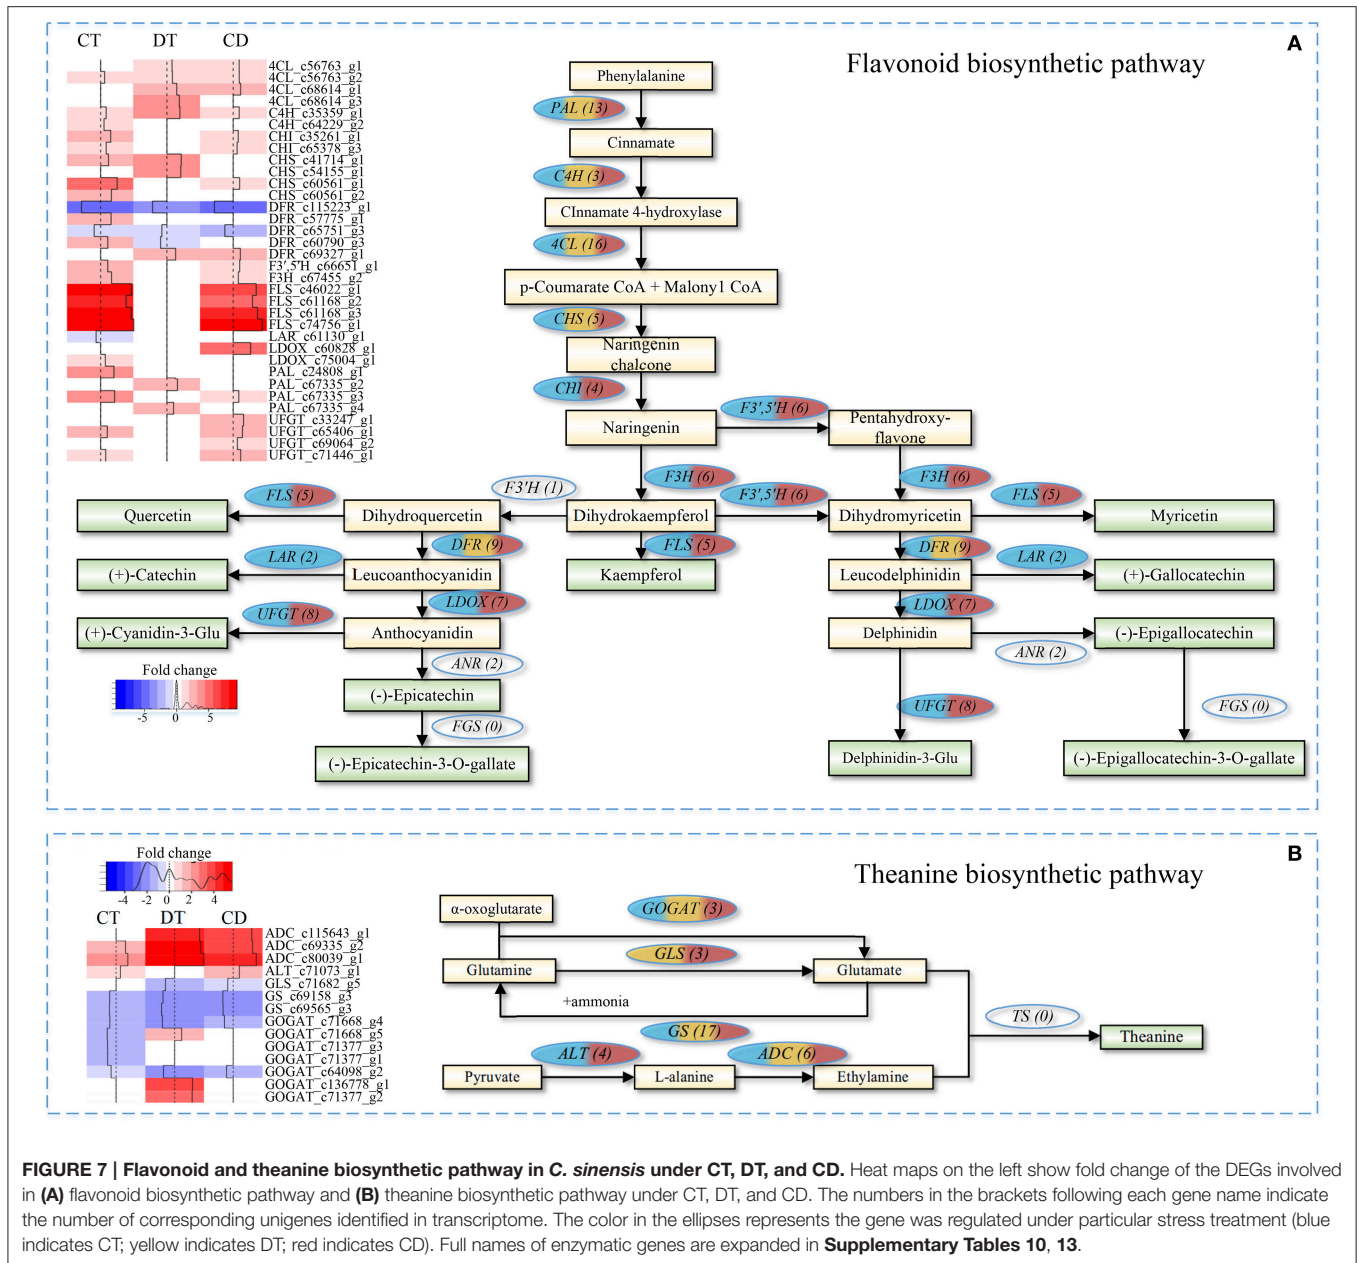 A
Flavonoid biosynthetic pathway
CT DT CD
4CL_c56763_g1
4CL_c56763_g2
4CL_c68614_g1
4CL_c68614_g3
C4H_c35359_g1
C4H_c64229_g2
CHI_c35261_g1
CHI_c65378_g3
CHS_c41714_g1
CHS_c54155_g1
CHS_c60561_g1
CHS_c60561_g2
DFR_c115223_g1
DFR_c57775_g1
DFR_c65751_g3
DFR_c60790_g3
DFR_c69327_g1
F3',5'H_c66651_g1
F3H_c67455_g2
FLS_c46022_g1
FLS_c61168_g2
FLS_c61168_g3
FLS_c74756_g1
LAR_c61130_g1
LDOX_c60828_g1
LDOX_c75004_g1
PAL_c24808_g1
PAL_c67335_g2
PAL_c67335_g3
PAL_c67335_g4
UFGT_c33247_g1
UFGT_c65406_g1
UFGT_c69064_g2
UFGT_c71446_g1
Phenylalanine
PAL (13)
Cinnamate
C4H (3)
CInnamate 4-hydroxylase
4CL (16)
p-Coumarate CoA + Malony1 CoA
CHS (5)
Naringenin
chalcone
CHI (4)
Naringenin
F3',5'H (6)
Pentahydroxy-
flavone
F3H (6)
F3H (6)
FLS (5)
F3'H (1)
F3',5'H (6)
FLS (5)
Quercetin
Dihydroquercetin
Dihydrokaempferol
Dihydromyricetin
Myricetin
LAR (2)
DFR (9)
FLS (5)
DFR (9)
LAR (2)
(+)-Catechin
Leucoanthocyanidin
Kaempferol
Leucodelphinidin
(+)-Gallocatechin
UFGT (8)
LDOX (7)
LDOX (7)
(+)-Cyanidin-3-Glu
Anthocyanidin
Delphinidin
(-)-Epigallocatechin
ANR (2)
ANR (2)
Fold change
-5 0 5
(-)-Epicatechin
FGS (0)
UFGT (8)
FGS (0)
(-)-Epicatechin-3-O-gallate
Delphinidin-3-Glu
(-)-Epigallocatechin-3-O-gallate
B
Theanine biosynthetic pathway
Fold change
-4 -2 0 2 4
CT DT CD
ADC_c115643_g1
ADC_c69335_g2
ADC_c80039_g1
ALT_c71073_g1
GLS_c71682_g5
GS_c69158_g3
GS_c69565_g3
GOGAT_c71668_g4
GOGAT_c71668_g5
GOGAT_c71377_g3
GOGAT_c71377_g1
GOGAT_c64098_g2
GOGAT_c136778_g1
GOGAT_c71377_g2
α-oxoglutarate
GOGAT (3)
GLS (3)
Glutamine
Glutamate
+ammonia
GS (17)
TS (0)
Theanine
ALT (4)
ADC (6)
Pyruvate
L-alanine
Ethylamine
FIGURE 7 | Flavonoid and theanine biosynthetic pathway in C. sinensis under CT, DT, and CD. Heat maps on the left show fold change of the DEGs involved
in (A) flavonoid biosynthetic pathway and (B) theanine biosynthetic pathway under CT, DT, and CD. The numbers in the brackets following each gene name indicate
the number of corresponding unigenes identified in transcriptome. The color in the ellipses represents the gene was regulated under particular stress treatment (blue
indicates CT; yellow indicates DT; red indicates CD). Full names of enzymatic genes are expanded in Supplementary Tables 10, 13.